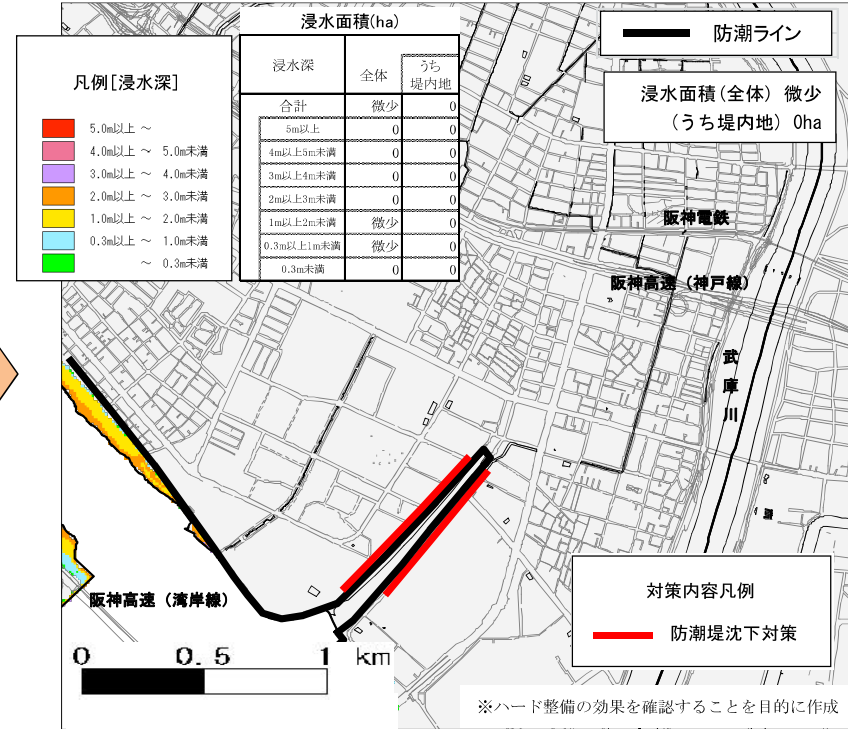 浸水面積(ha)
浸水深 全体 うち堤内地
合計 微少 0
5m以上 0 0
4m以上5m未満 0 0
3m以上4m未満 0 0
2m以上3m未満 0 0
1m以上2m未満 微少 0
0.3m以上1m未満 微少 0
0.3m未満 0 0
凡例[浸水深]
5.0m以上 ～
4.0m以上 ～ 5.0m未満
3.0m以上 ～ 4.0m未満
2.0m以上 ～ 3.0m未満
1.0m以上 ～ 2.0m未満
0.3m以上 ～ 1.0m未満
～ 0.3m未満
防潮ライン
浸水面積(全体) 微少
(うち堤内地) 0ha
阪神電鉄
阪神高速（神戸線）
武庫川
阪神高速（湾岸線）
対策内容凡例
防潮堤沈下対策
0 0.5 1 km
※ハード整備の効果を確認することを目的に作成